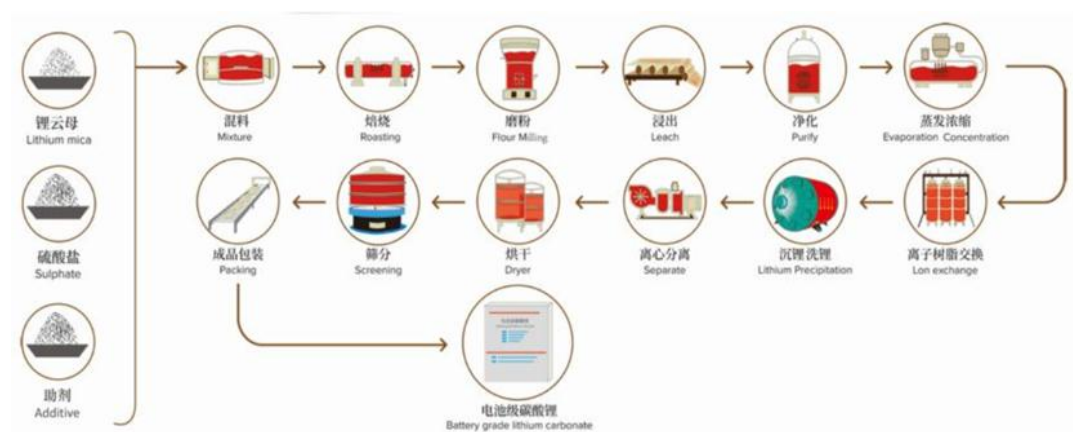 锂云母
Lithium mica
硫酸盐
Sulphate
助剂
Additive
混料
Mixture
焙烧
Roasting
磨粉
Flour Milling
浸出
Leach
净化
Purify
蒸发浓缩
Evaporation Concentration
成品包装
Packing
筛分
Screening
烘干
Dryer
离心分离
Separate
沉锂洗锂
Lithium Precipitation
离子树脂交换
Lon exchange
电池级碳酸锂
Battery grade lithium carbonate